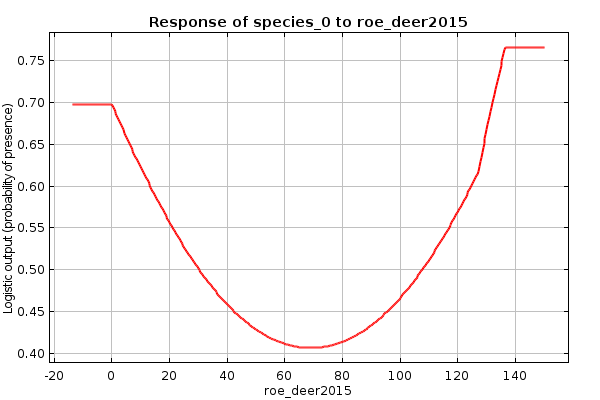 Response of species_0 to roe_deer2015
Logistic output (probability of presence)
0.75
0.70
0.65
0.60
0.55
0.50
0.45
0.40
-20 0 20 40 60 80 100 120 140
roe_deer2015